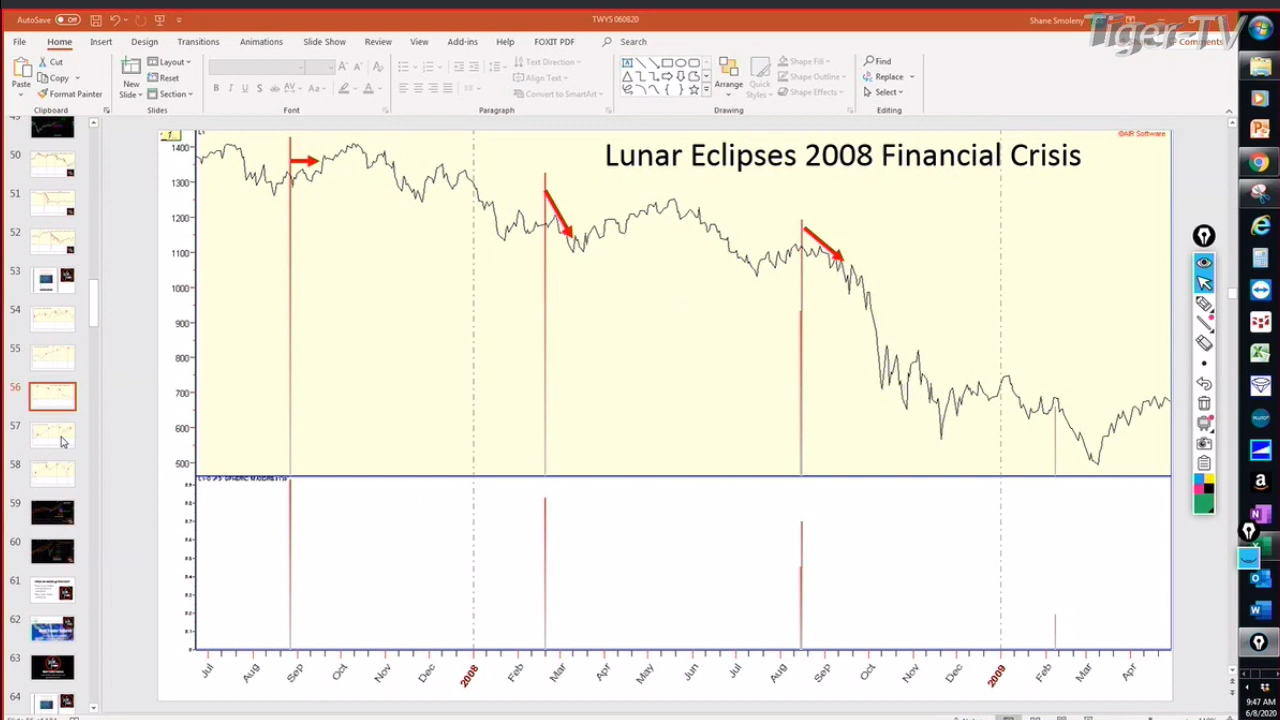 AutoSave Off
TWYS 060820
Shane Smoleny
Tiger-TV
File Home Insert Design Transitions Animations Slide Show Review View Add-ins Help FOXIT PDF Search Comments
Paste
Cut
Copy
Format Painter
Clipboard
New Slide
Layout
Reset
Section
Slides
Font
Text Direction
Align Text
Convert to SmartArt
Paragraph
Arrange
Quick Styles
Shape Fill
Shape Outline
Shape Effects
Drawing
Find
Replace
Select
Editing
50
51
52
53
54
55
56
57
58
59
60
61
62
63
Lunar Eclipses 2008 Financial Crisis
©AIR Software
1400
1300
1200
1100
1000
900
800
700
600
500
Jul Aug Sep Oct Nov Dec 2008 Feb Apr May Jun Jul Aug Sep Oct Nov Dec 2009 Feb Mar Apr
9:47 AM
6/8/2020